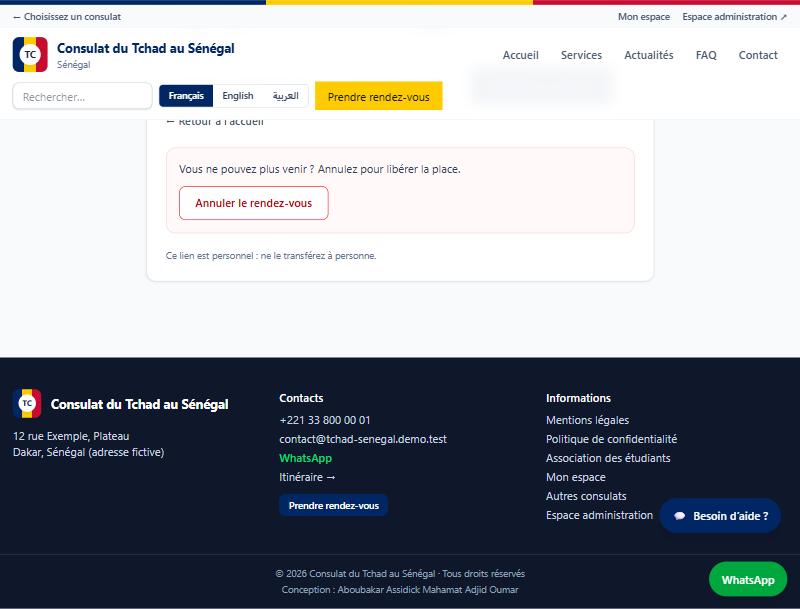 ← Choisissez un consulat
Mon espace
Espace administration ↗
TC
Consulat du Tchad au Sénégal
Sénégal
Accueil
Services
Actualités
FAQ
Contact
Rechercher...
Français
English
العربية
Prendre rendez-vous
← Retour à l'accueil
Vous ne pouvez plus venir ? Annulez pour libérer la place.
Annuler le rendez-vous
Ce lien est personnel : ne le transférez à personne.
TC
Consulat du Tchad au Sénégal
12 rue Exemple, Plateau
Dakar, Sénégal (adresse fictive)
Contacts
+221 33 800 00 01
contact@tchad-senegal.demo.test
WhatsApp
Itinéraire →
Prendre rendez-vous
Informations
Mentions légales
Politique de confidentialité
Association des étudiants
Mon espace
Autres consulats
Espace administration
Besoin d'aide ?
© 2026 Consulat du Tchad au Sénégal · Tous droits réservés
Conception : Aboubakar Assidick Mahamat Adjid Oumar
WhatsApp